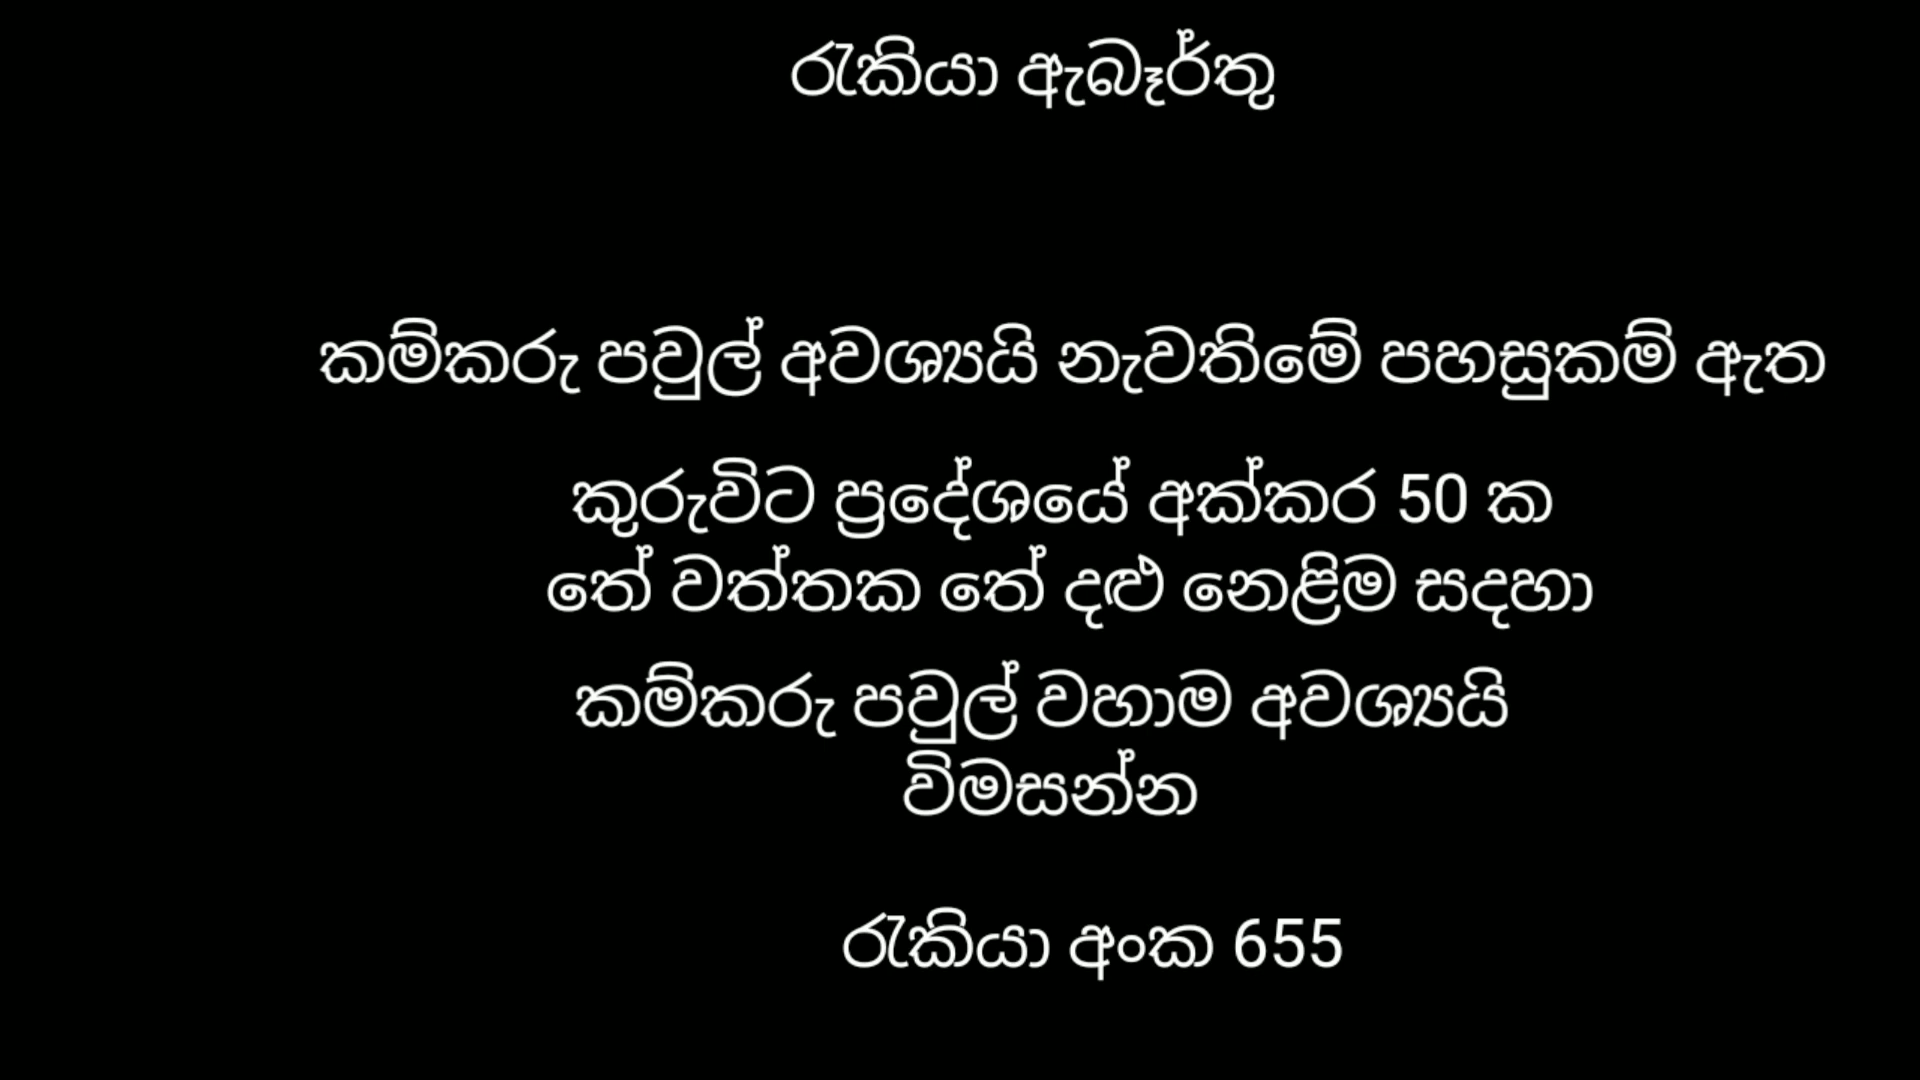 රැකියා ඇබෑර්තු
කම්කරු පවුල් අවශ්‍යයි නැවතිමේ පහසුකම් ඇත
කුරුවිට ප්‍රදේශයේ අක්කර 50 ක
තේ වත්තක තේ දළු නෙළිම සදහා
කම්කරු පවුල් වහාම අවශ්‍යයි
විමසන්න
රැකියා අංක 655